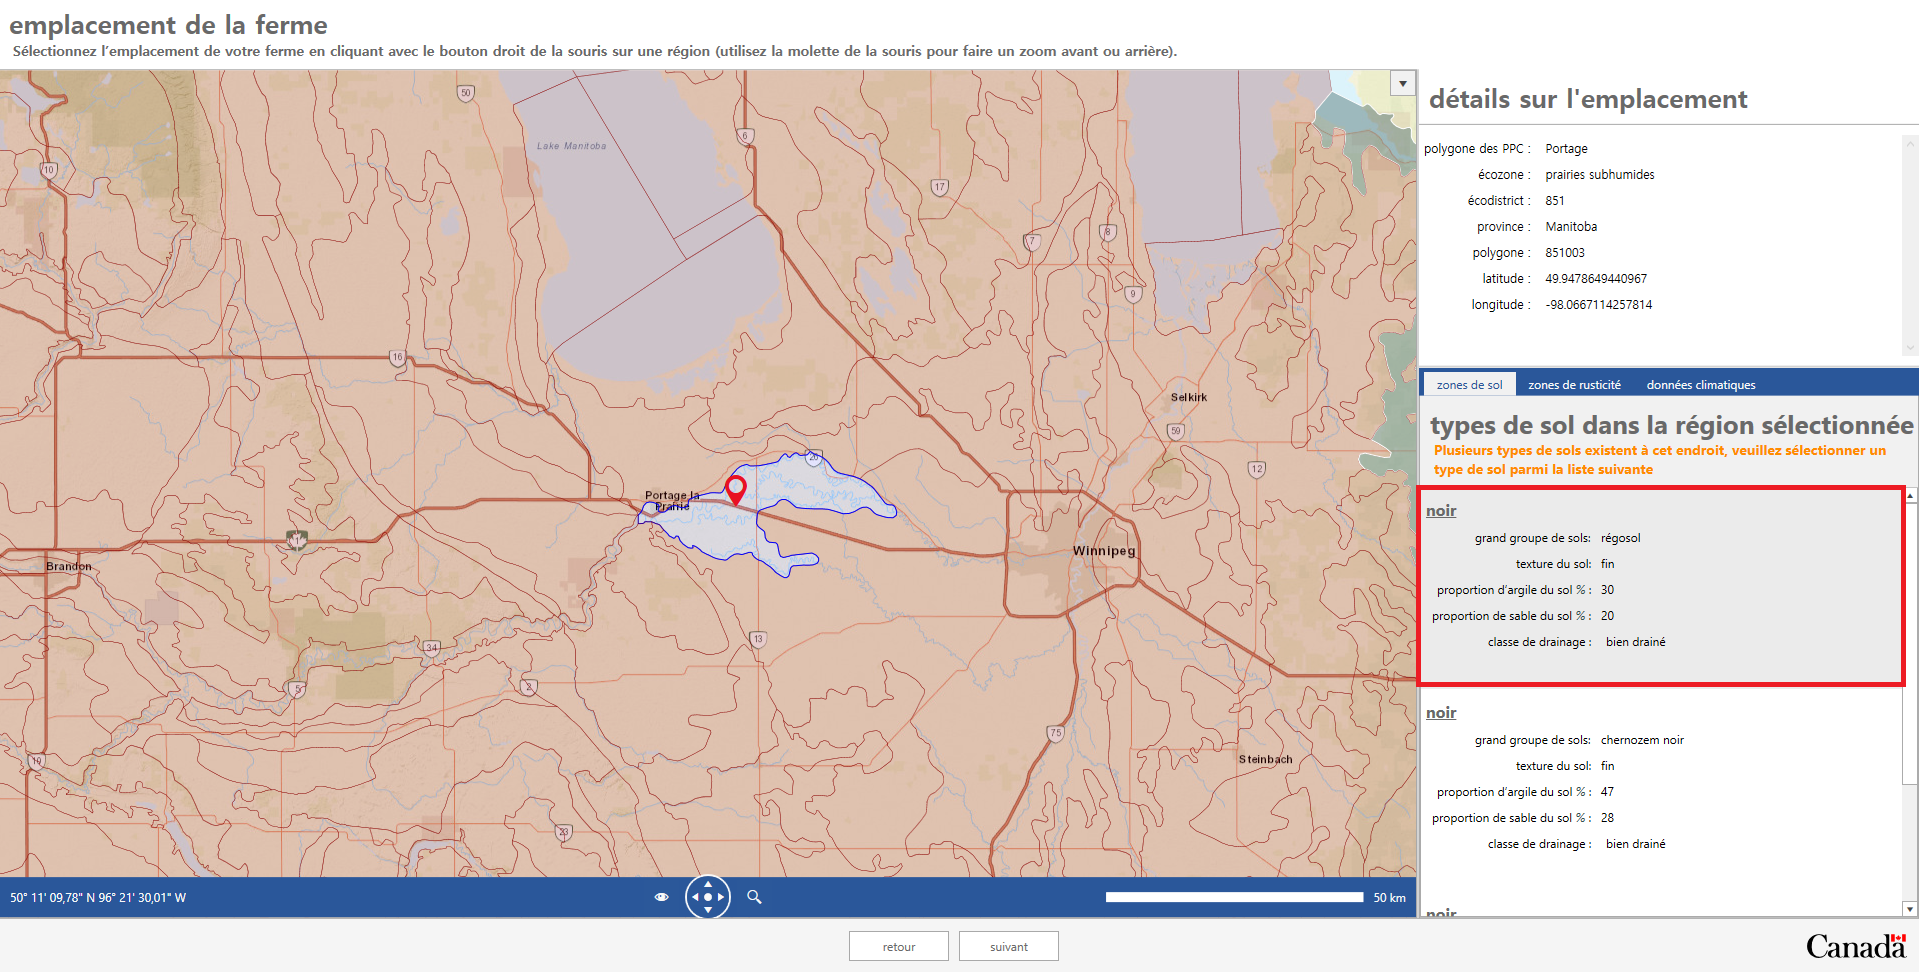 emplacement de la ferme
Sélectionnez l'emplacement de votre ferme en cliquant avec le bouton droit de la souris sur une région (utilisez la molette de la souris pour faire un zoom avant ou arrière).
50
6
10
Lake Manitoba
17
7
8
9
16
Selkirk
59
12
26
Portage la
Prairie
1
Winnipeg
Brandon
13
34
5
2
75
19
Steinbach
23
50° 11' 09,78" N 96° 21' 30,01" W
50 km
détails sur l'emplacement
polygone des PPC : Portage
écozone : prairies subhumides
écodistrict : 851
province : Manitoba
polygone : 851003
latitude : 49.9478649440967
longitude : -98.0667114257814
zones de sol zones de rusticité données climatiques
types de sol dans la région sélectionnée
Plusieurs types de sols existent à cet endroit, veuillez sélectionner un
type de sol parmi la liste suivante
noir
grand groupe de sols: régosol
texture du sol: fin
proportion d'argile du sol % : 30
proportion de sable du sol % : 20
classe de drainage : bien drainé
noir
grand groupe de sols: chernozem noir
texture du sol: fin
proportion d'argile du sol % : 47
proportion de sable du sol % : 28
classe de drainage : bien drainé
noir
retour suivant
Canada